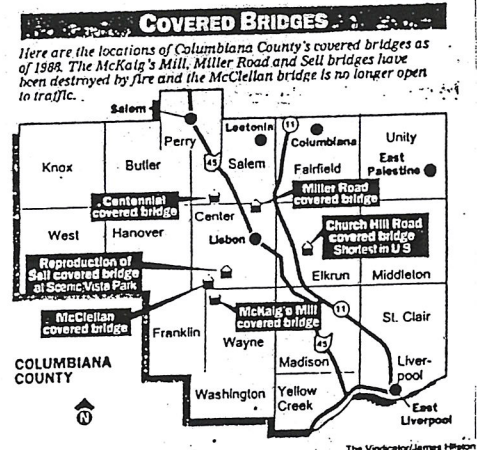 COVERED BRIDGES
Here are the locations of Columbiana County's covered bridges as
of 1988. The McKaig's Mill, Miller Road and Sell bridges have
been destroyed by fire and the McClellan bridge is no longer open
to traffic.
Salem
Perry
Leetonia
11
Columbiana
Unity
Knox
Butler
45
Salem
Fairfield
East
Palestine
Centennial
covered bridge
Miller Road
covered bridge
Center
West
Hanover
Lisbon
Church Hill Road
covered bridge
Shortest in U S
Reproduction of
Sell covered bridge
at Scenic Vista Park
Elkrun
Middleton
McClellan
covered bridge
McKaig's Mill
covered bridge
11
St. Clair
Franklin
Wayne
45
COLUMBIANA
COUNTY
Madison
Liver-
pool
Washington
Yellow
Creek
East
Liverpool
N
The Vindicator/James